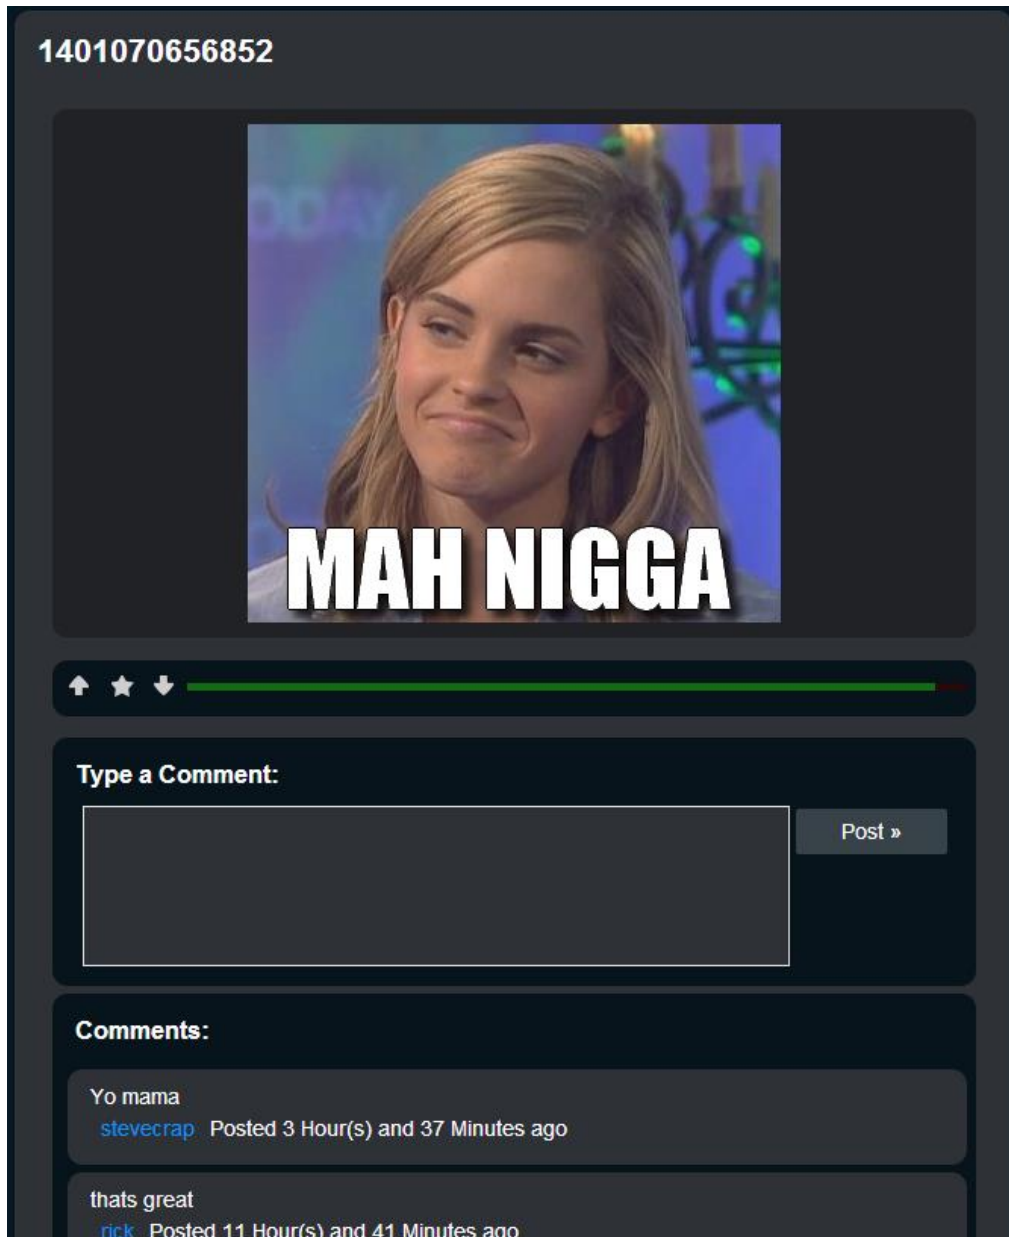 1401070656852
TODAY
MAH NIGGA
Type a Comment:
Post »
Comments:
Yo mama
stevecrap Posted 3 Hour(s) and 37 Minutes ago
thats great
rick Posted 11 Hour(s) and 41 Minutes ago